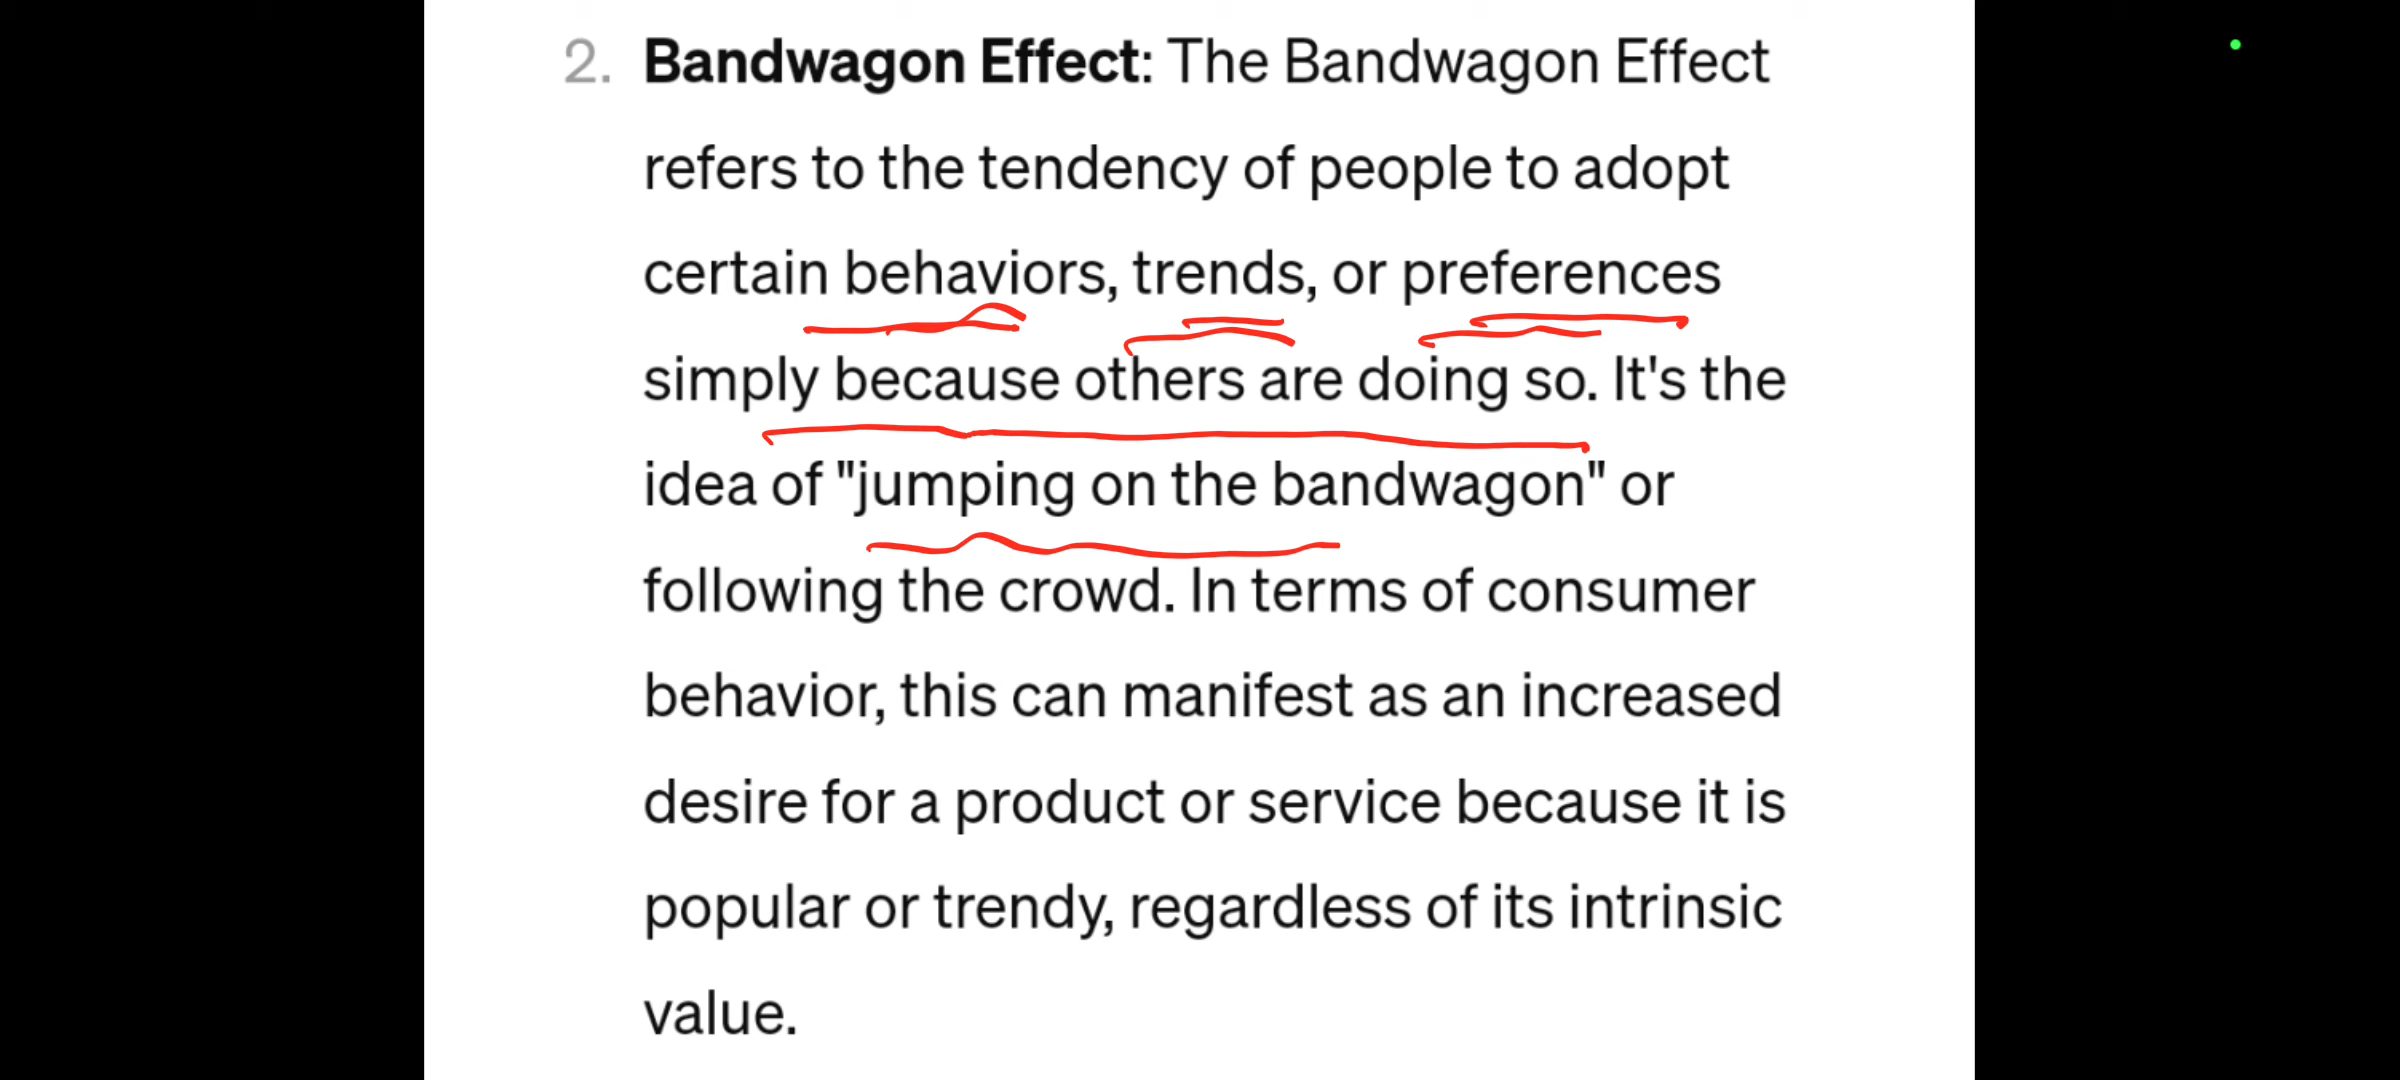 2. Bandwagon Effect: The Bandwagon Effect
refers to the tendency of people to adopt
certain behaviors, trends, or preferences
simply because others are doing so. It's the
idea of "jumping on the bandwagon" or
following the crowd. In terms of consumer
behavior, this can manifest as an increased
desire for a product or service because it is
popular or trendy, regardless of its intrinsic
value.